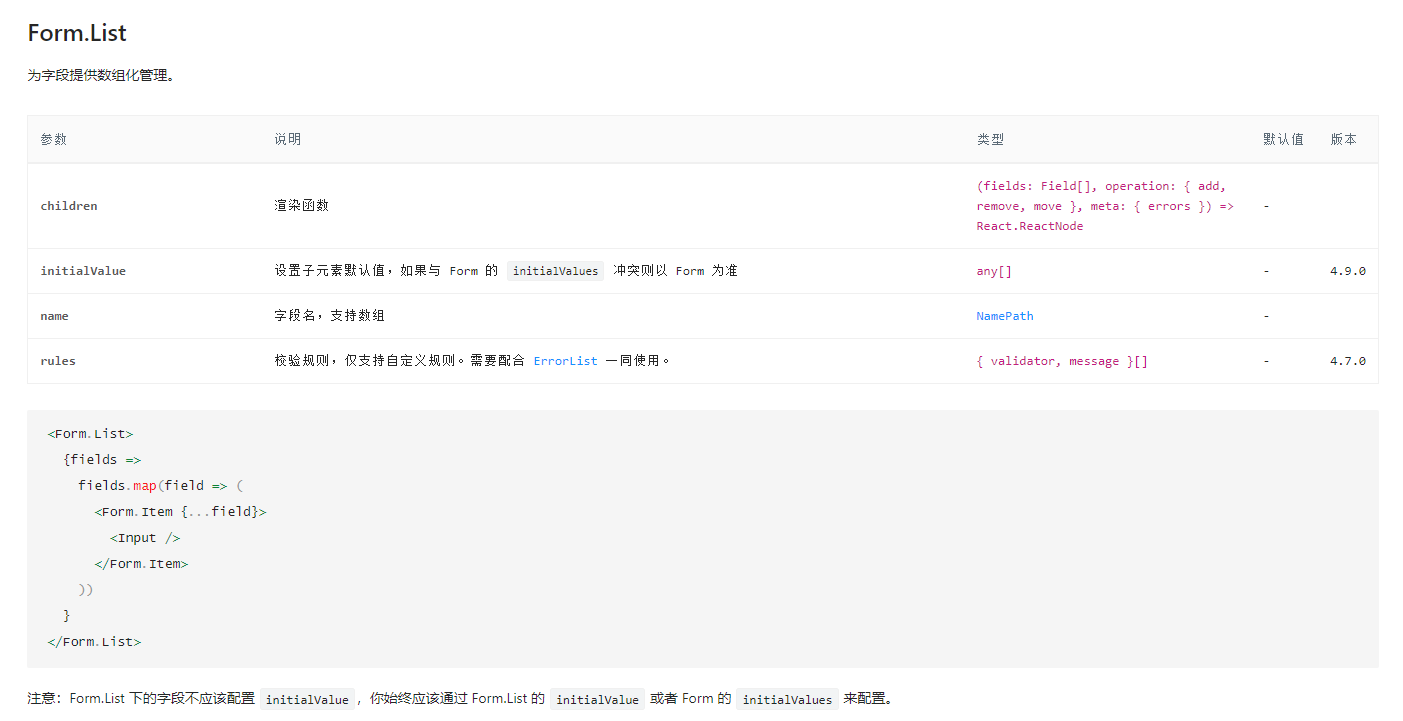 Form.List
为字段提供数组化管理。
参数 说明 类型 默认值 版本
children 渲染函数 (fields: Field[], operation: { add, remove, move }, meta: { errors }) => React.ReactNode -
initialValue 设置子元素默认值，如果与 Form 的 initialValues 冲突则以 Form 为准 any[] - 4.9.0
name 字段名，支持数组 NamePath -
rules 校验规则，仅支持自定义规则。需要配合 ErrorList 一同使用。 { validator, message }[] - 4.7.0
<Form.List>
  {fields =>
    fields.map(field => (
      <Form.Item {...field}>
        <Input />
      </Form.Item>
    ))
  }
</Form.List>
注意：Form.List 下的字段不应该配置 initialValue，你始终应该通过 Form.List 的 initialValue 或者 Form 的 initialValues 来配置。